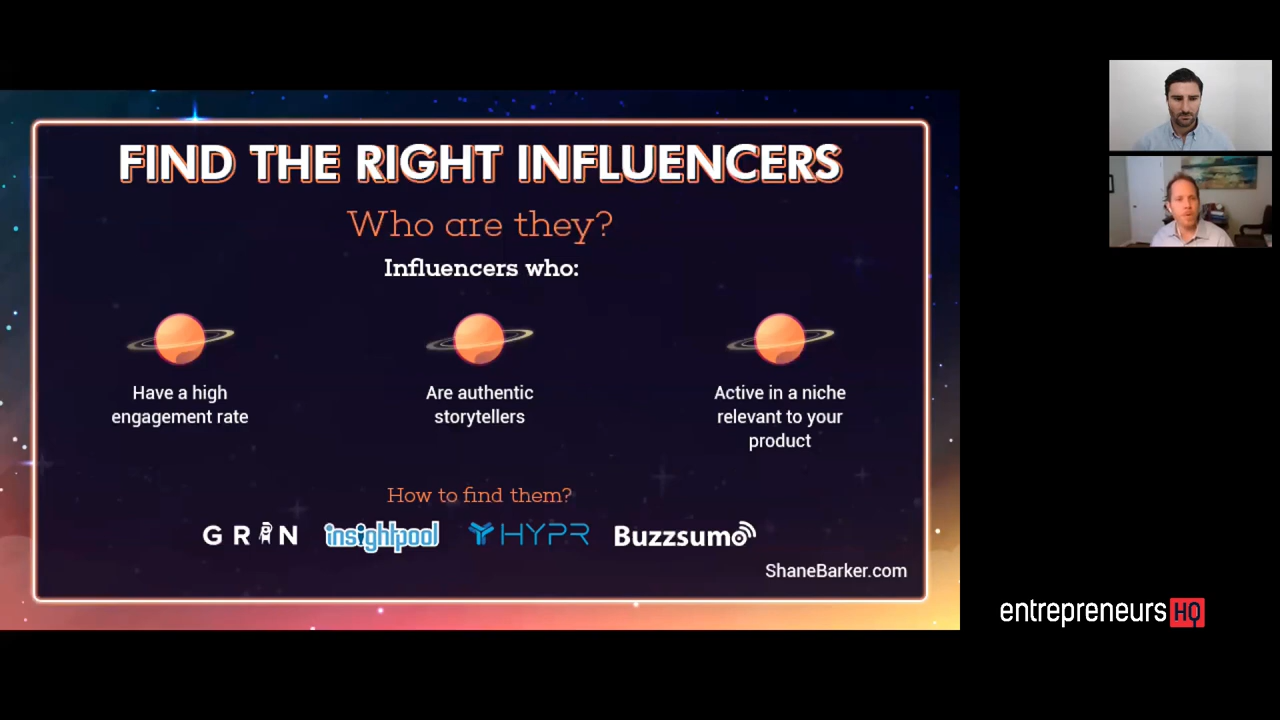 FIND THE RIGHT INFLUENCERS
Who are they?
Influencers who:
Have a high
engagement rate
Are authentic
storytellers
Active in a niche
relevant to your
product
How to find them?
GRIN
insightpool
HYPR
Buzzsumo
ShaneBarker.com
entrepreneurs HQ